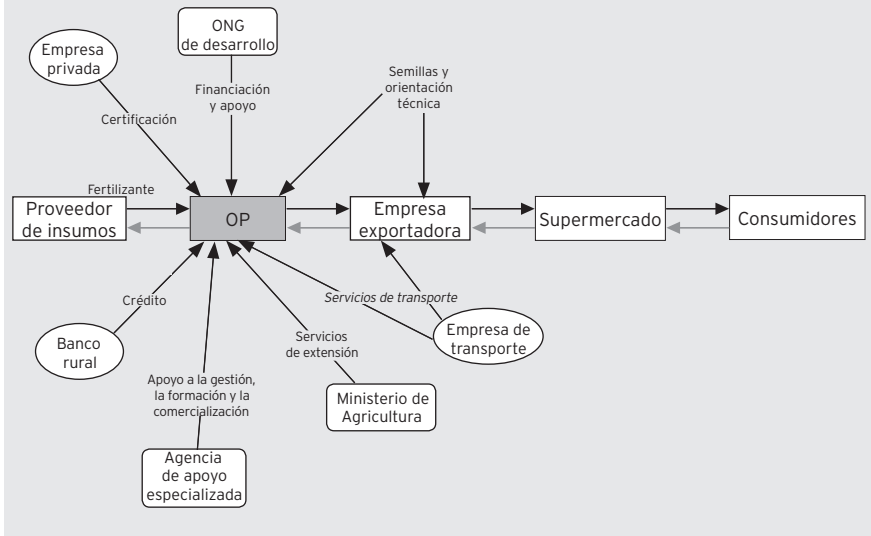 ONG
de desarrollo
Empresa
privada
Financiación
y apoyo
Semillas y
orientación
técnica
Certificación
Fertilizante
Proveedor
de insumos
OP
Empresa
exportadora
Supermercado
Consumidores
Crédito
Servicios de transporte
Banco
rural
Servicios
de extensión
Empresa de
transporte
Apoyo a la gestión,
la formación y la
comercialización
Ministerio de
Agricultura
Agencia
de apoyo
especializada